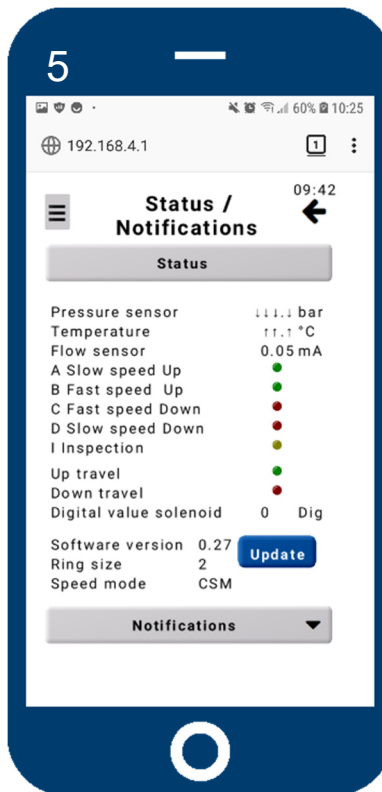 5
60% 10:25
192.168.4.1 1
09:42
Status /
Notifications
Status
Pressure sensor ↓↓↓.↓ bar
Temperature ↑↑.↑ °C
Flow sensor 0.05 mA
A Slow speed Up
B Fast speed Up
C Fast speed Down
D Slow speed Down
I Inspection
Up travel
Down travel
Digital value solenoid 0 Dig
Software version 0.27 Update
Ring size 2
Speed mode CSM
Notifications